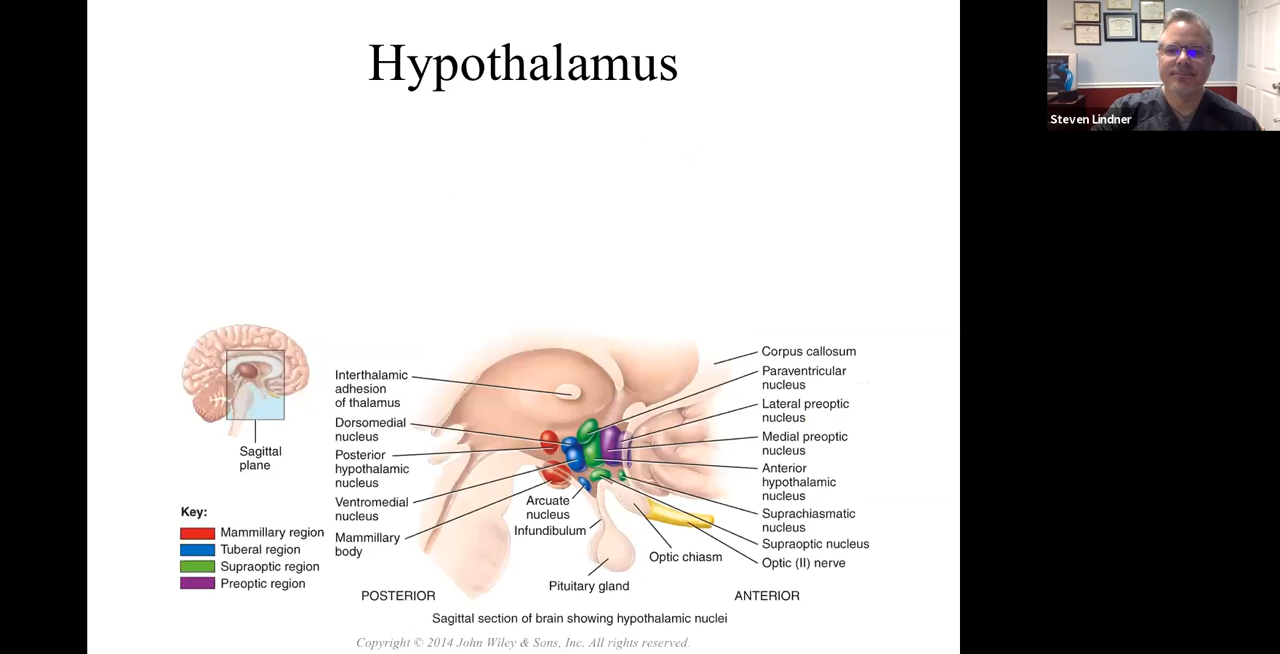 Hypothalamus
Steven Lindner
Interthalamic
adhesion
of thalamus
Dorsomedial
nucleus
Posterior
hypothalamic
nucleus
Ventromedial
nucleus
Mammillary
body
Sagittal
plane
Key:
Mammillary region
Tuberal region
Supraoptic region
Preoptic region
Arcuate
nucleus
Infundibulum
Pituitary gland
Optic chiasm
Corpus callosum
Paraventricular
nucleus
Lateral preoptic
nucleus
Medial preoptic
nucleus
Anterior
hypothalamic
nucleus
Suprachiasmatic
nucleus
Supraoptic nucleus
Optic (II) nerve
POSTERIOR
ANTERIOR
Sagittal section of brain showing hypothalamic nuclei
Copyright © 2014 John Wiley & Sons, Inc. All rights reserved.